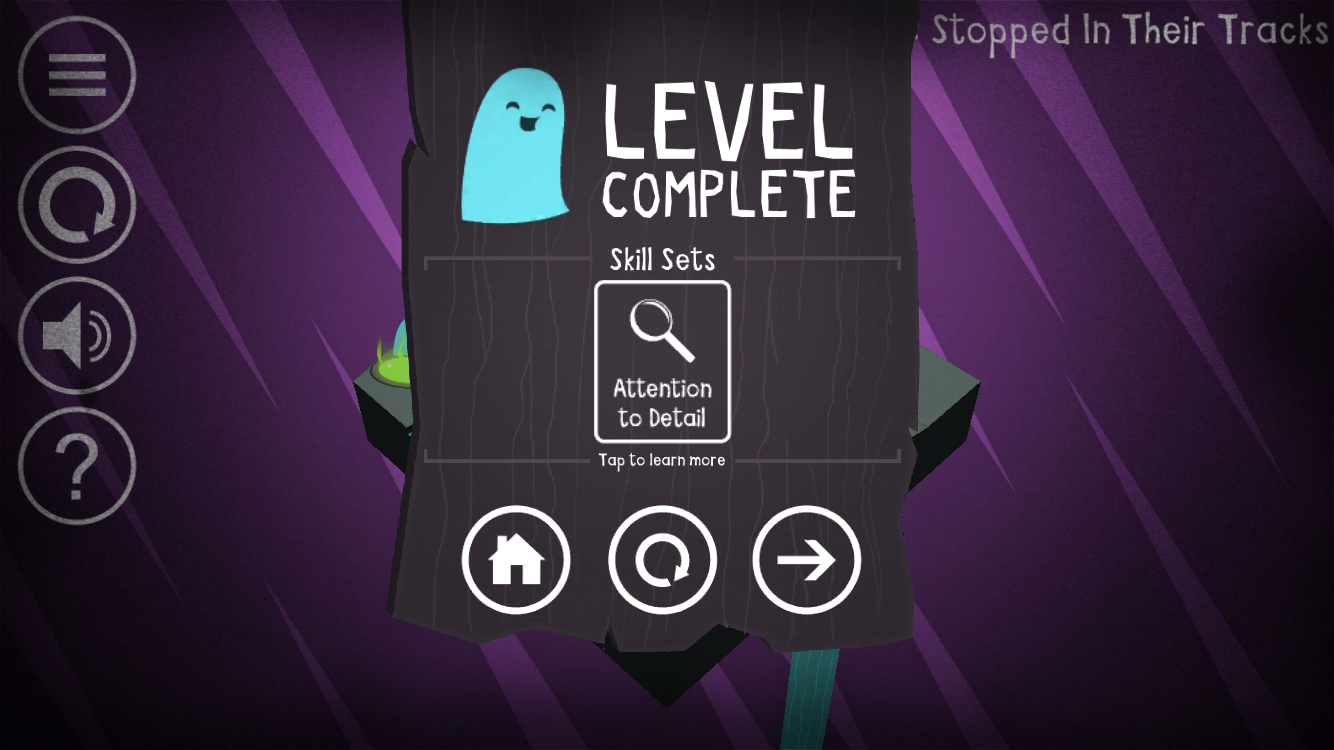 Stopped In Their Tracks
LEVEL
COMPLETE
Skill Sets
Attention
to Detail
Tap to learn more
?